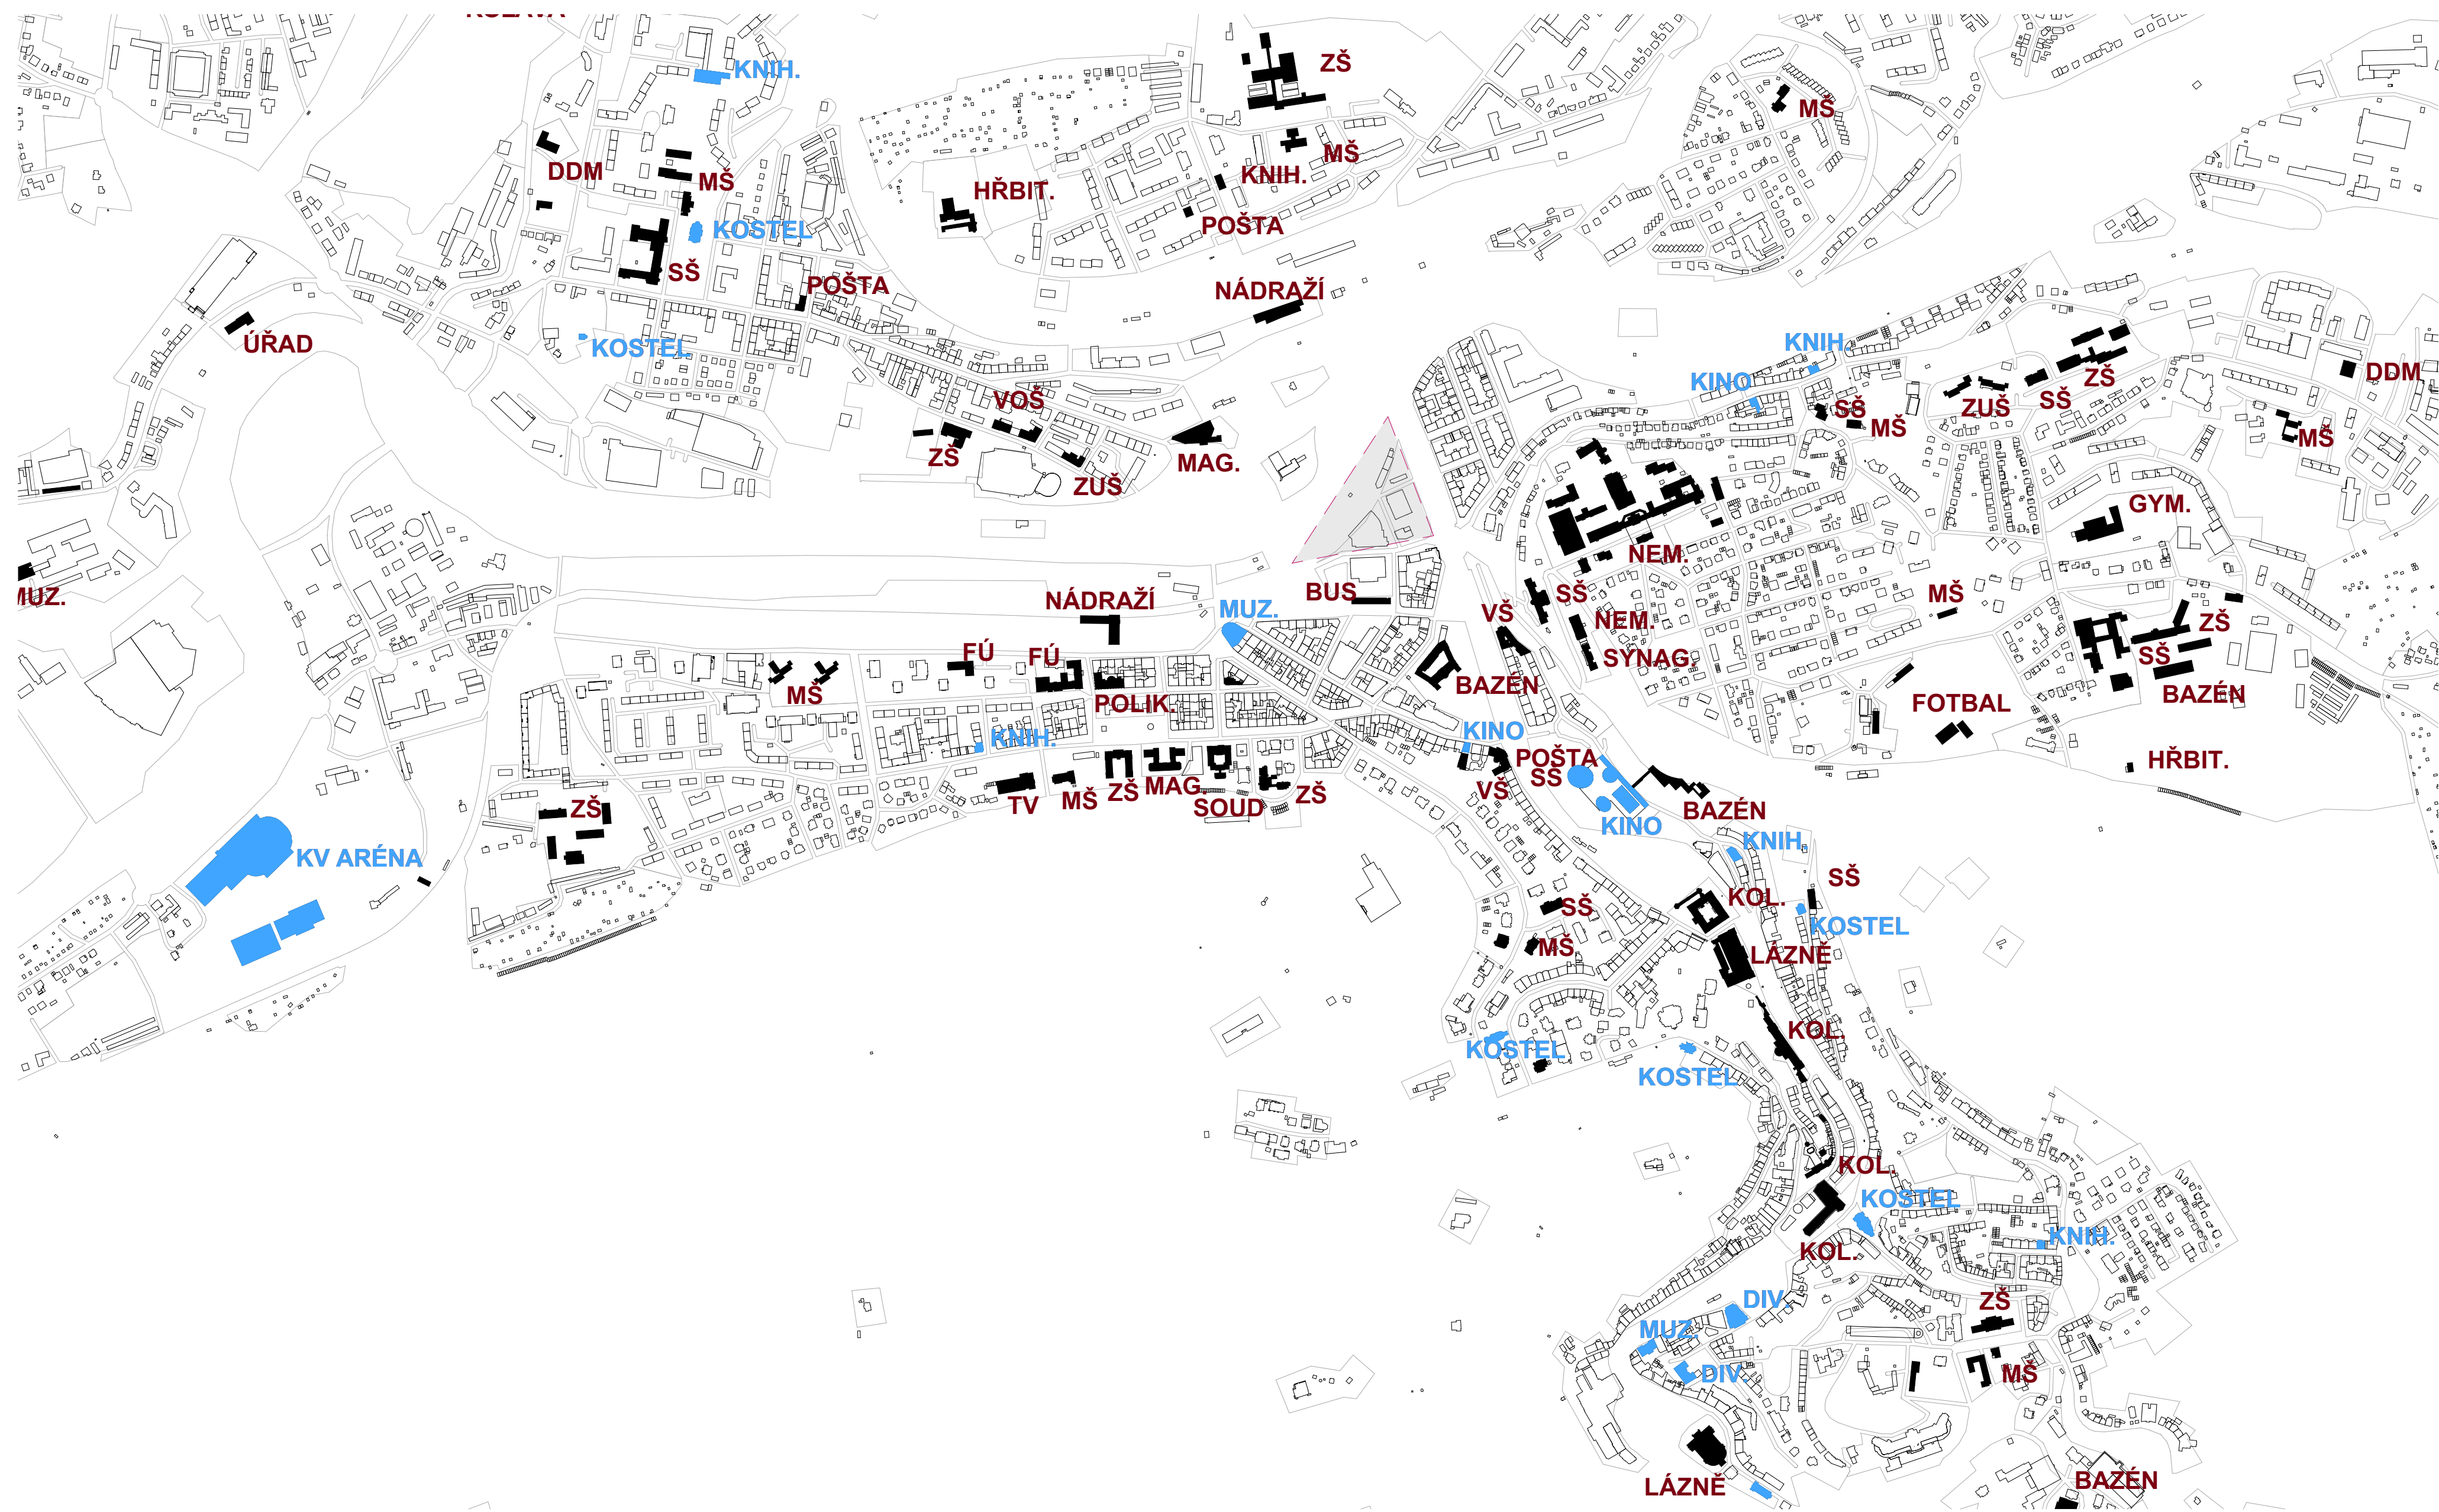 KNIH.
ZŠ
MŠ
DDM
MŠ
HŘBIT.
KNIH.
MŠ
KOSTEL
POŠTA
SŠ
POŠTA
NÁDRAŽÍ
ÚŘAD
KOSTEL
KNIH.
KINO
DDM
VOŠ
SŠ
MŠ
ZUŠ
SŠ
ZŠ
MŠ
ZŠ
ZUŠ
MAG.
GYM.
NEM.
MUZ.
NÁDRAŽÍ
MUZ.
BUS
VŠ
SŠ
NEM.
MŠ
ZŠ
FÚ
FÚ
SYNAG.
SŠ
MŠ
POLIK.
BAZÉN
FOTBAL
BAZÉN
KNIH.
KINO
POŠTA
SŠ
HŘBIT.
TV
MŠ
ZŠ
MAG.
SOUD
ZŠ
VŠ
ZŠ
KINO
BAZÉN
KNIH.
KV ARÉNA
SŠ
KOL.
SŠ
KOSTEL
MŠ
LÁZNĚ
KOL.
KOSTEL
KOSTEL
KOL.
KOSTEL
KNIH.
KOL.
DIV.
ZŠ
MUZ.
DIV.
MŠ
LÁZNĚ
BAZÉN